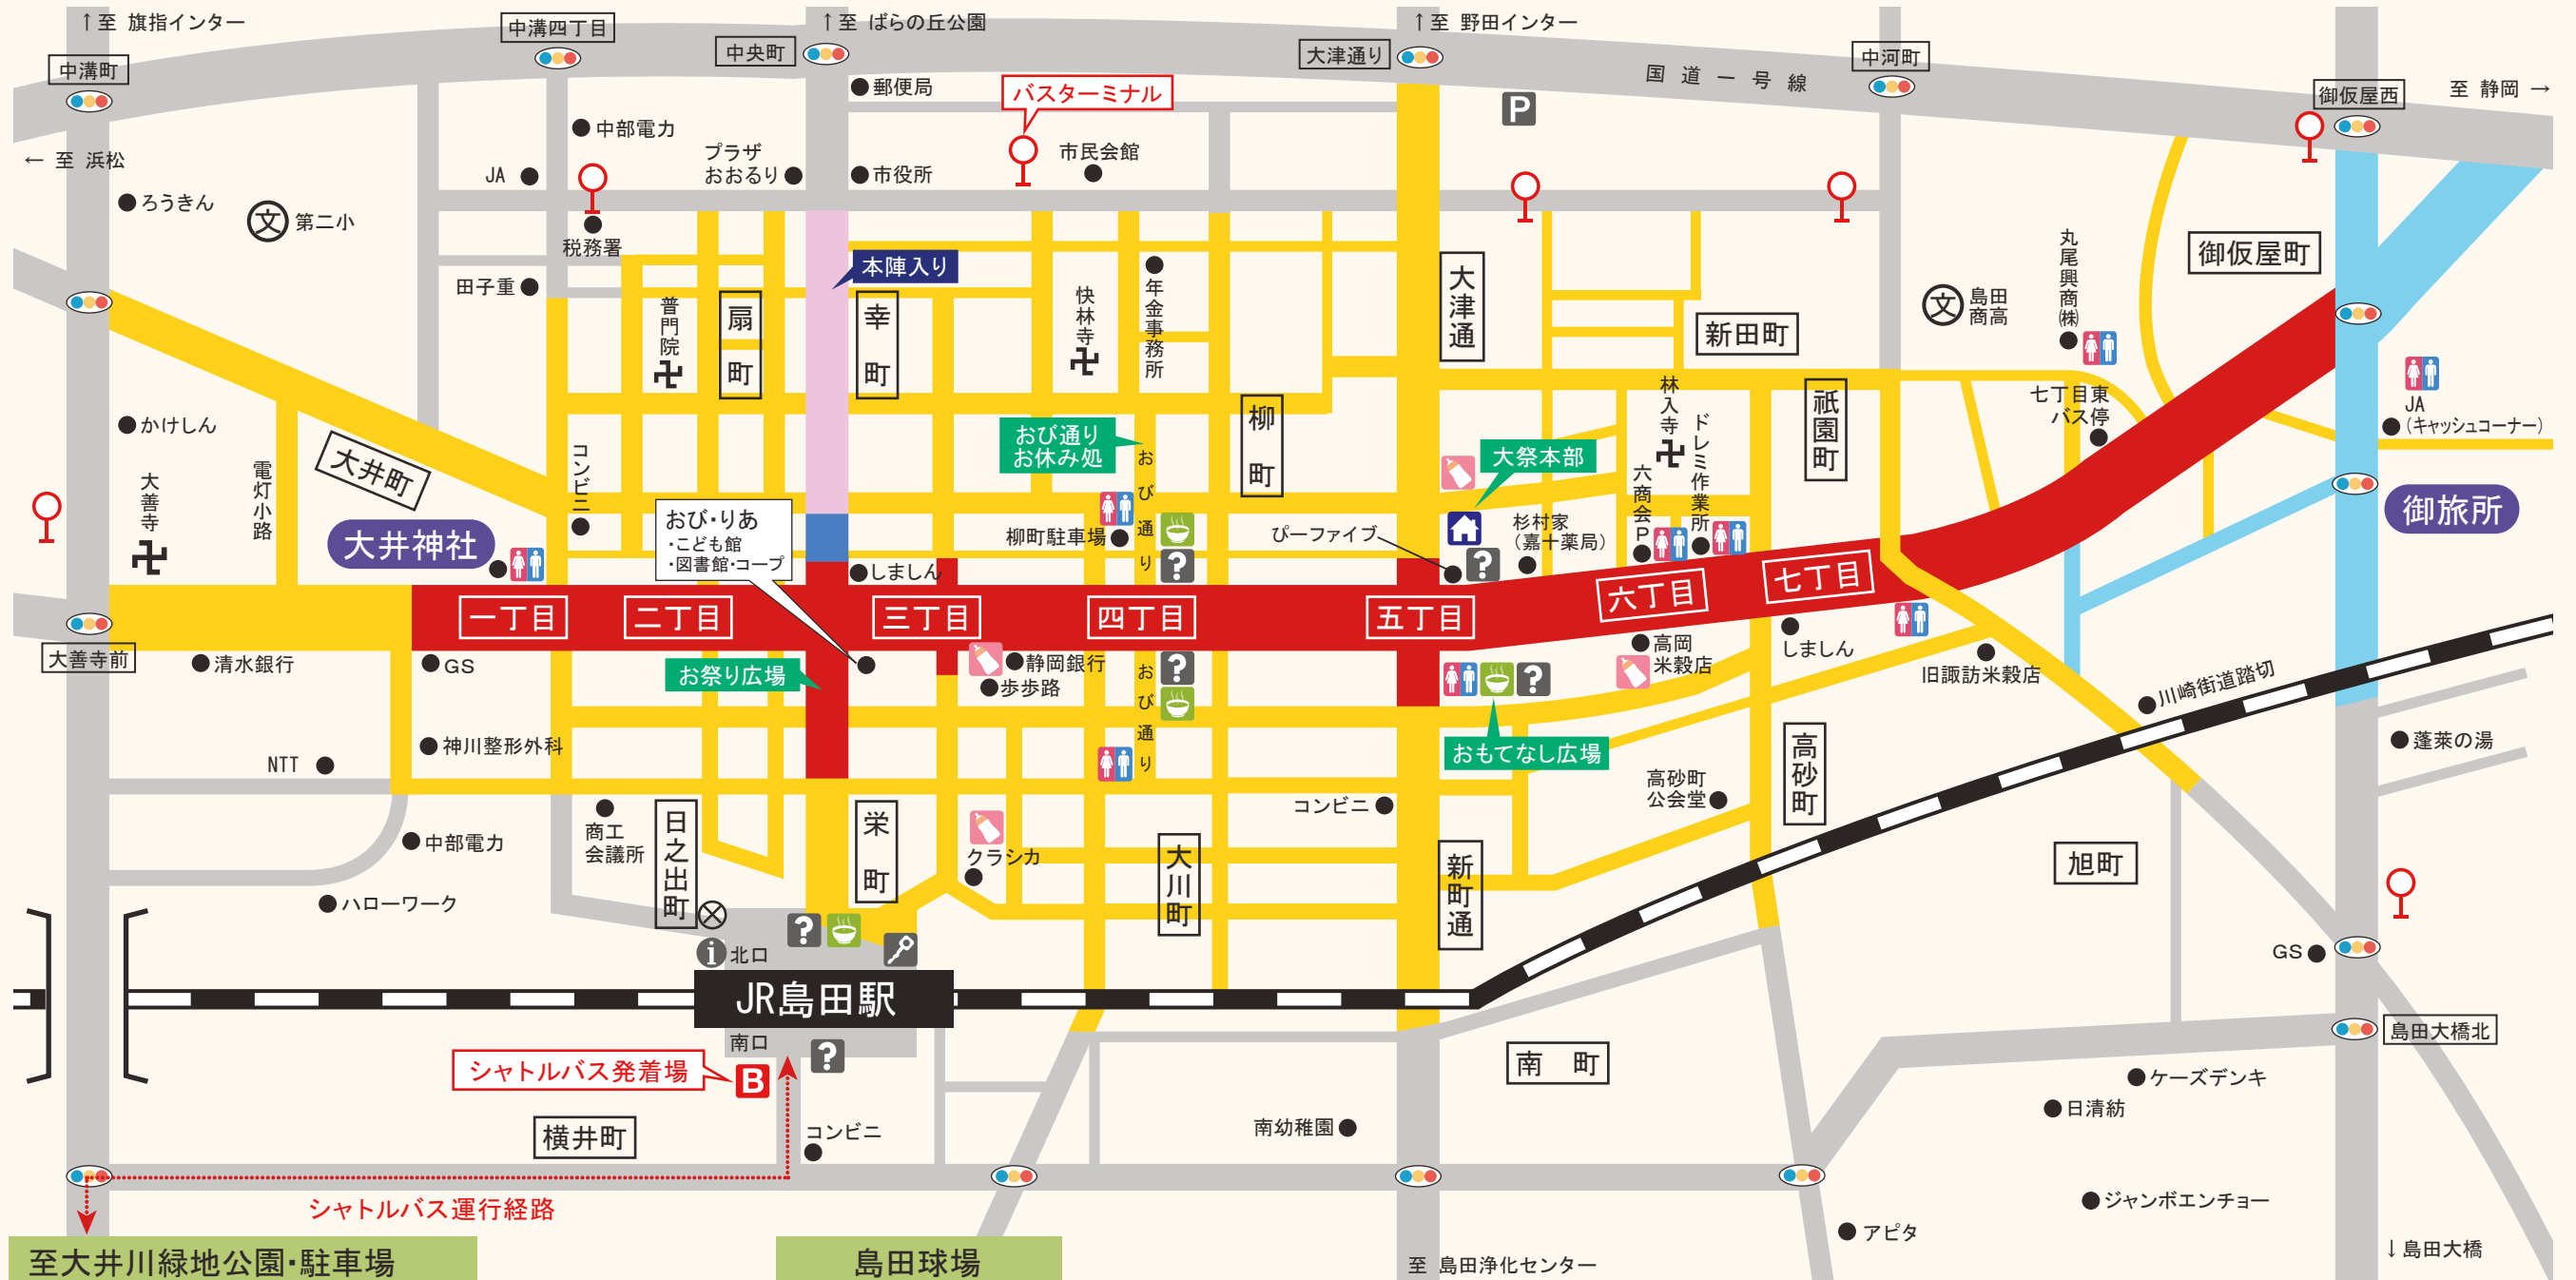 ↑至 旗指インター
中溝四丁目
↑至 ばらの丘公園
↑至 野田インター
中溝町
中央町
大津通り
中河町
国道一号線
御仮屋西
至 静岡→
郵便局
バスターミナル
P
中部電力
←至 浜松
JA
プラザ
おおるり
市役所
市民会館
ろうきん
文
第二小
税務署
田子重
本陣入り
普門院
扇町
幸町
快林寺
年金事務所
大津通
新田町
文
島田
商高
丸尾興商㈱
御仮屋町
かけしん
大善寺
電灯小路
大井町
コンビニ
おび通り
お休み処
おび通り
柳町
大祭本部
林入寺
ドレミ作業所
六商会P
祇園町
七丁目東
バス停
JA
(キャッシュコーナー)
御旅所
大井神社
おび・りあ
・こども館
・図書館・コープ
柳町駐車場
ぴーファイブ
杉村家
(嘉十薬局)
?
?
しましん
一丁目
二丁目
三丁目
四丁目
五丁目
六丁目
七丁目
大善寺前
清水銀行
GS
お祭り広場
静岡銀行
歩歩路
おび通り
?
?
高岡
米穀店
しましん
旧諏訪米穀店
川崎街道踏切
NTT
神川整形外科
おもてなし広場
高砂町
蓬莱の湯
中部電力
商工
会議所
日之出町
栄町
クラシカ
大川町
コンビニ
新町通
高砂町
公会堂
旭町
ハローワーク
?
i
北口
JR島田駅
南口
?
GS
島田大橋北
シャトルバス発着場
B
南町
ケーズデンキ
日清紡
横井町
コンビニ
南幼稚園
シャトルバス運行経路
ジャンボエンチョー
アピタ
至大井川緑地公園・駐車場
島田球場
至 島田浄化センター
↓島田大橋